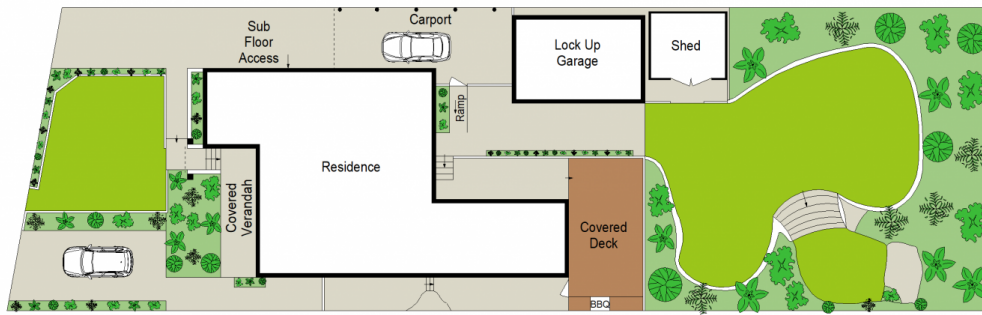 Carport
Sub
Floor
Access
Lock Up
Garage
Shed
Ramp
Residence
Covered
Verandah
Covered
Deck
BBQ